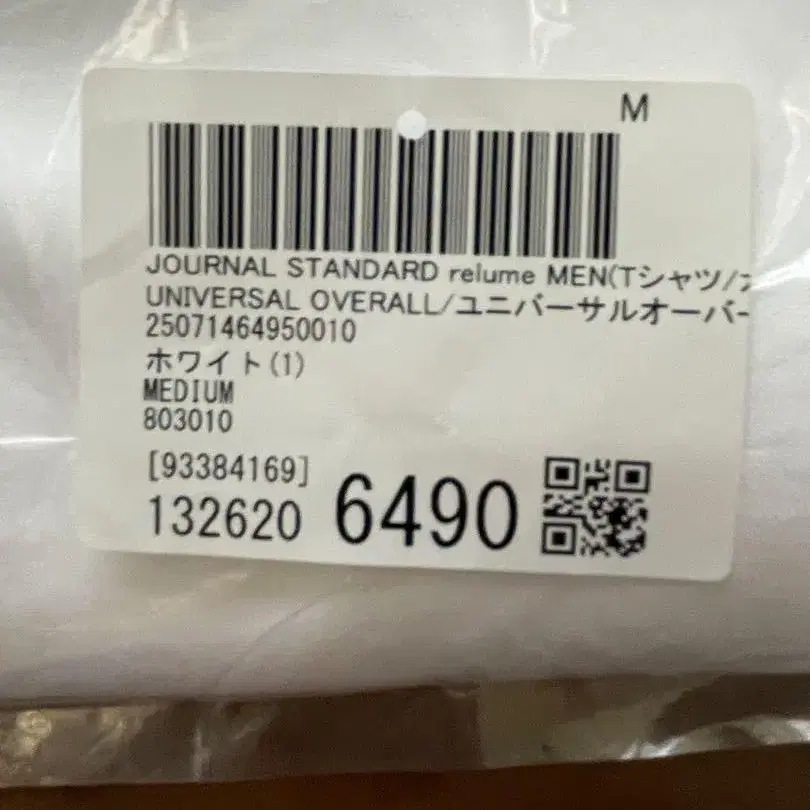 M
JOURNAL STANDARD relume MEN(Tシャツ/
UNIVERSAL OVERALL/ユニバーサルオーバー
25071464950010
ホワイト(1)
MEDIUM
803010
[93384169]
132620 6490